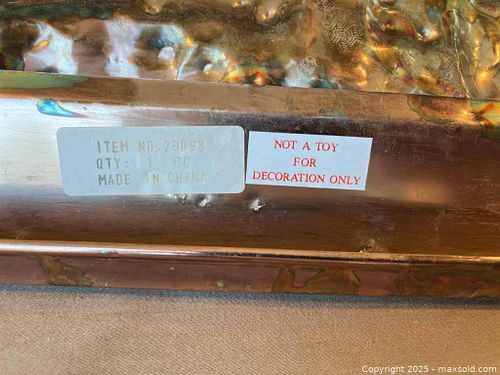 ITEM NO.29093
QTY: 1 PC
MADE IN CHINA
NOT A TOY
FOR
DECORATION ONLY
Copyright © 2025 - maxsold.com